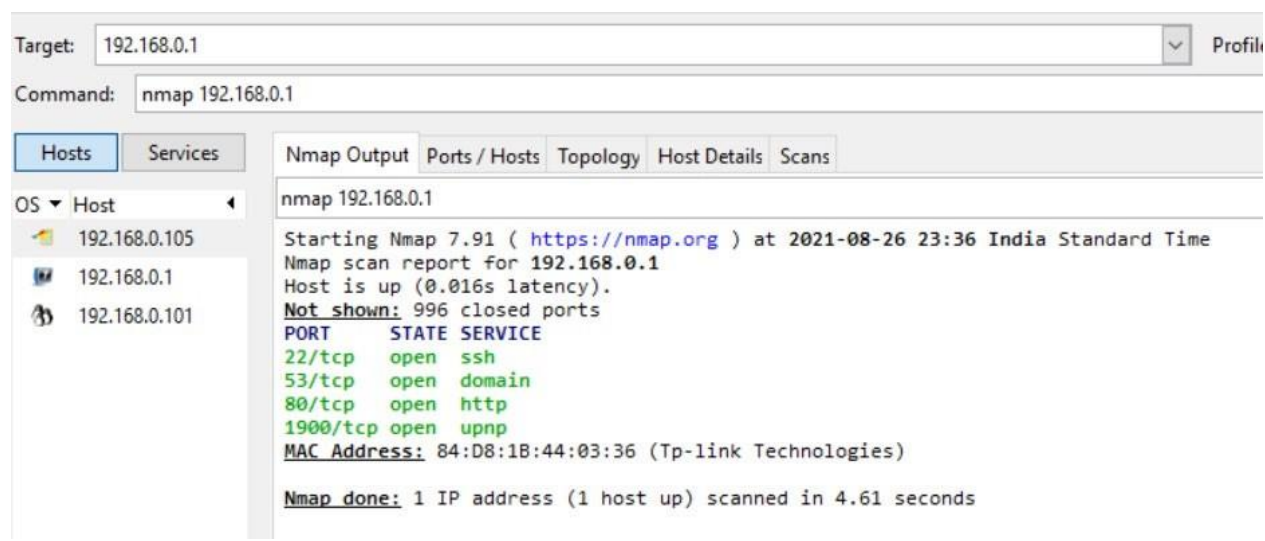 Target: 192.168.0.1 Profile
Command: nmap 192.168.0.1
Hosts Services
Nmap Output Ports / Hosts Topology Host Details Scans
OS Host
nmap 192.168.0.1
192.168.0.105
192.168.0.1
192.168.0.101
Starting Nmap 7.91 ( https://nmap.org ) at 2021-08-26 23:36 India Standard Time
Nmap scan report for 192.168.0.1
Host is up (0.016s latency).
Not shown: 996 closed ports
PORT STATE SERVICE
22/tcp open ssh
53/tcp open domain
80/tcp open http
1900/tcp open upnp
MAC Address: 84:D8:1B:44:03:36 (Tp-link Technologies)
Nmap done: 1 IP address (1 host up) scanned in 4.61 seconds